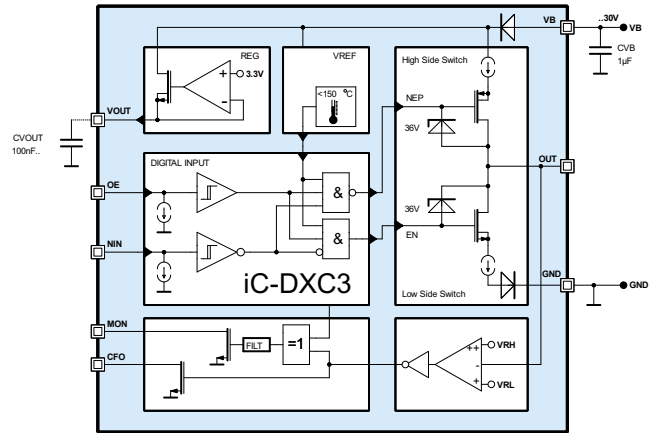 VB
..30V
VB
REG
VREF
High Side Switch
CVB
1µF
3.3V
+
-
<150 °C
NEP
VOUT
36V
CVOUT
100nF..
DIGITAL INPUT
OUT
OE
&
36V
&
NIN
EN
GND
GND
iC-DXC3
Low Side Switch
MON
FILT
=1
++
VRH
CFO
-
+
VRL